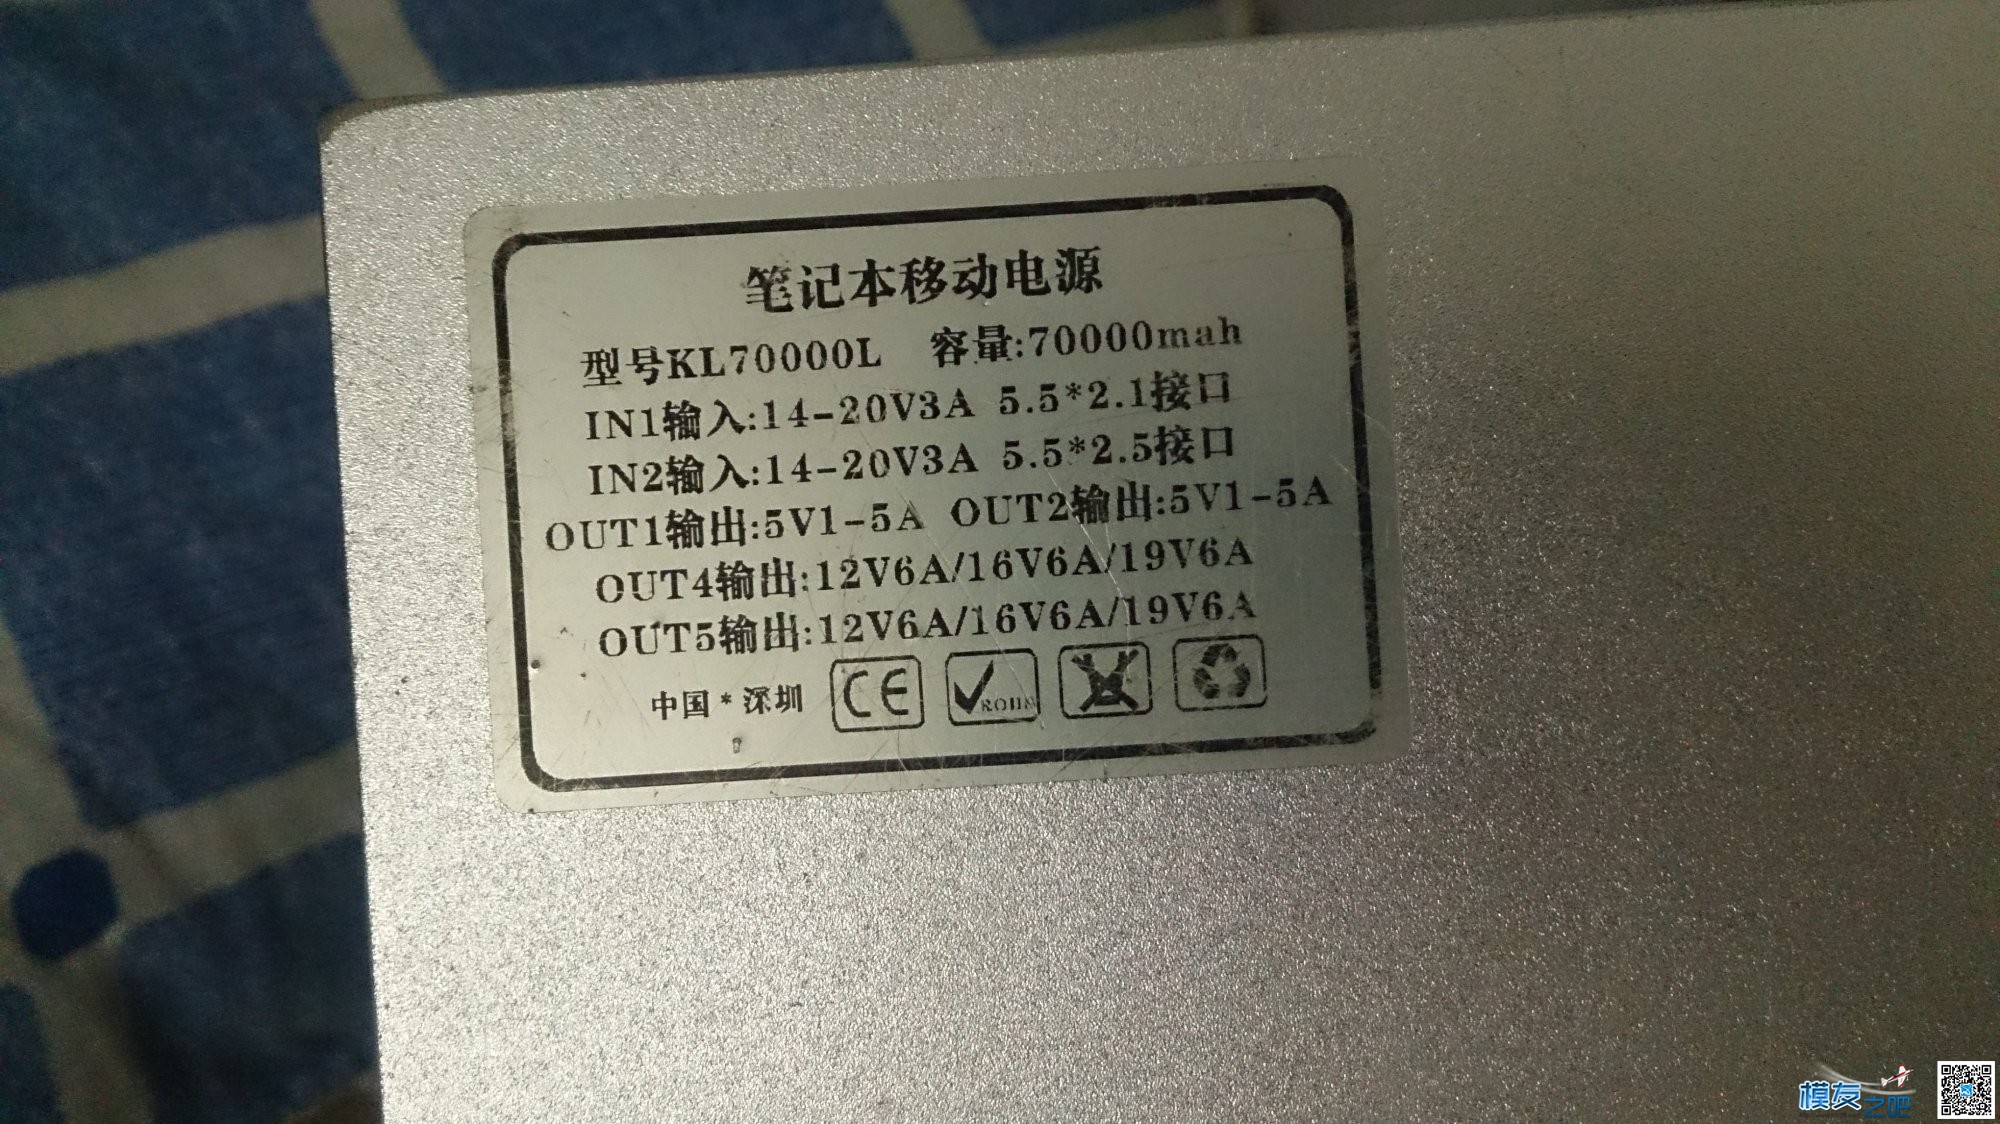 笔记本移动电源
型号KL70000L 容量:70000mah
IN1输入:14-20V3A 5.5*2.1接口
IN2输入:14-20V3A 5.5*2.5接口
OUT1输出:5V1-5A OUT2输出:5V1-5A
OUT4输出:12V6A/16V6A/19V6A
OUT5输出:12V6A/16V6A/19V6A
中国*深圳 CE ROHS
模友之吧